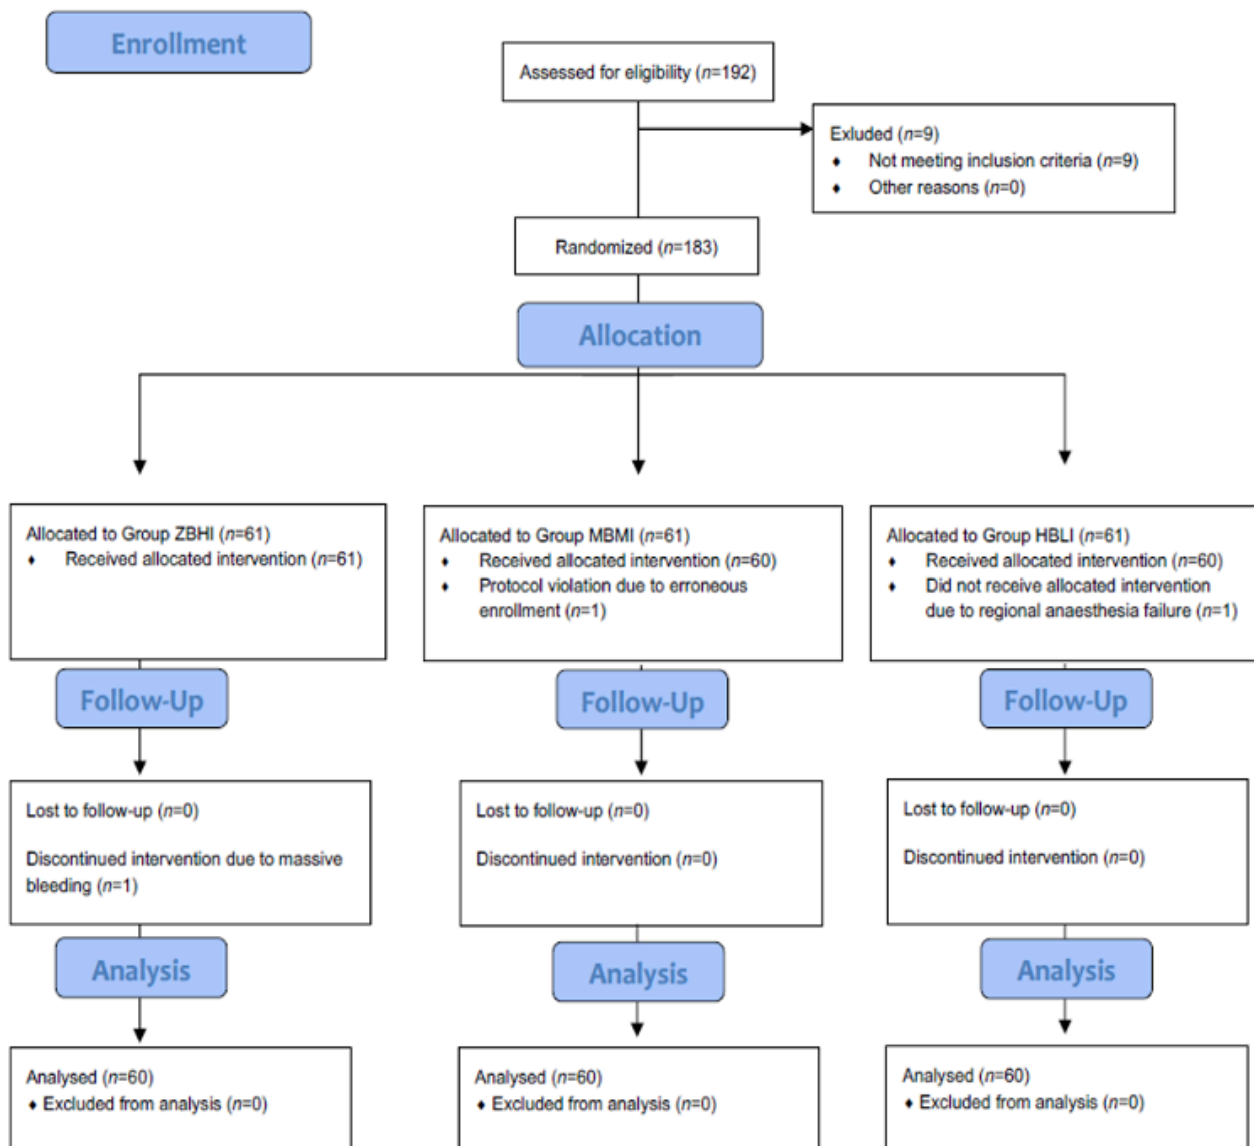 Enrollment
Assessed for eligibility (n=192)
Exluded (n=9)
♦ Not meeting inclusion criteria (n=9)
♦ Other reasons (n=0)
Randomized (n=183)
Allocation
Allocated to Group ZBHI (n=61)
♦ Received allocated intervention (n=61)
Allocated to Group MBMI (n=61)
♦ Received allocated intervention (n=60)
♦ Protocol violation due to erroneous
enrollment (n=1)
Allocated to Group HBLI (n=61)
♦ Received allocated intervention (n=60)
♦ Did not receive allocated intervention
due to regional anaesthesia failure (n=1)
Follow-Up
Follow-Up
Follow-Up
Lost to follow-up (n=0)
Discontinued intervention due to massive
bleeding (n=1)
Lost to follow-up (n=0)
Discontinued intervention (n=0)
Lost to follow-up (n=0)
Discontinued intervention (n=0)
Analysis
Analysis
Analysis
Analysed (n=60)
♦ Excluded from analysis (n=0)
Analysed (n=60)
♦ Excluded from analysis (n=0)
Analysed (n=60)
♦ Excluded from analysis (n=0)